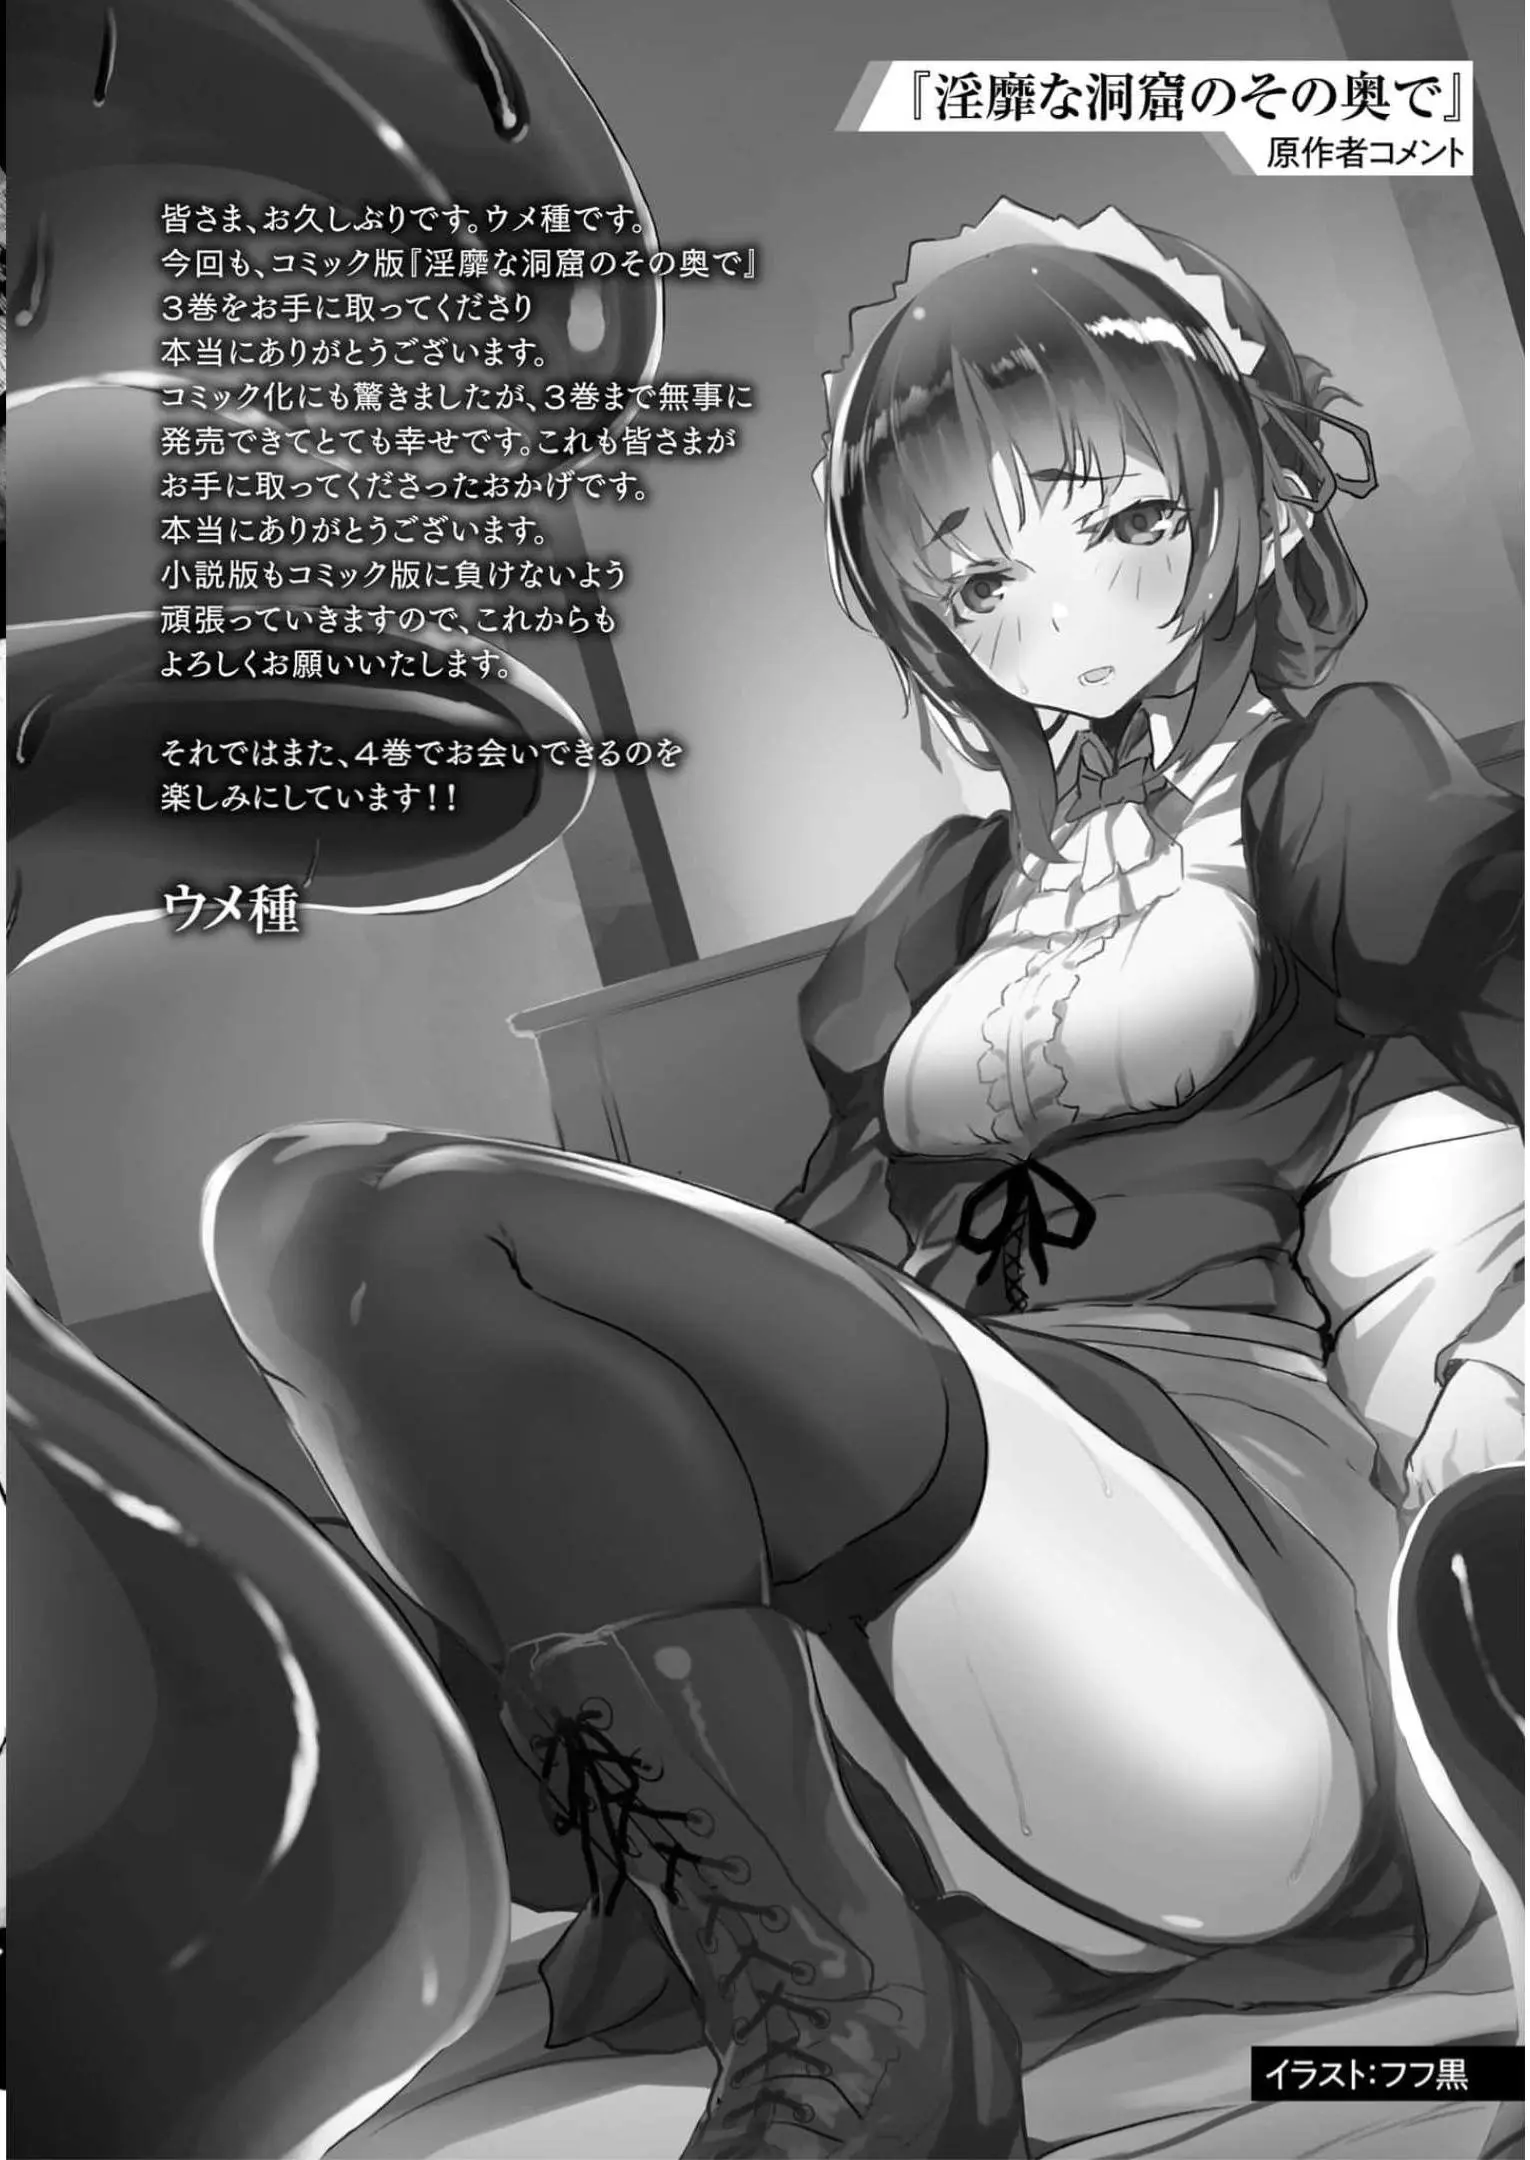 『淫靡な洞窟のその奥で』
原作者コメント
皆さま、お久しぶりです。ウメ種です。
今回も、コミック版『淫靡な洞窟のその奥で』
３巻をお手に取ってくださり
本当にありがとうございます。
コミック化にも驚きましたが、３巻まで無事に
発売できてとても幸せです。これも皆さまが
お手に取ってくださったおかげです。
本当にありがとうございます。
小説版もコミック版に負けないよう
頑張っていきますので、これからも
よろしくお願いいたします。
それではまた、４巻でお会いできるのを
楽しみにしています！！
ウメ種
イラスト：フフ黒